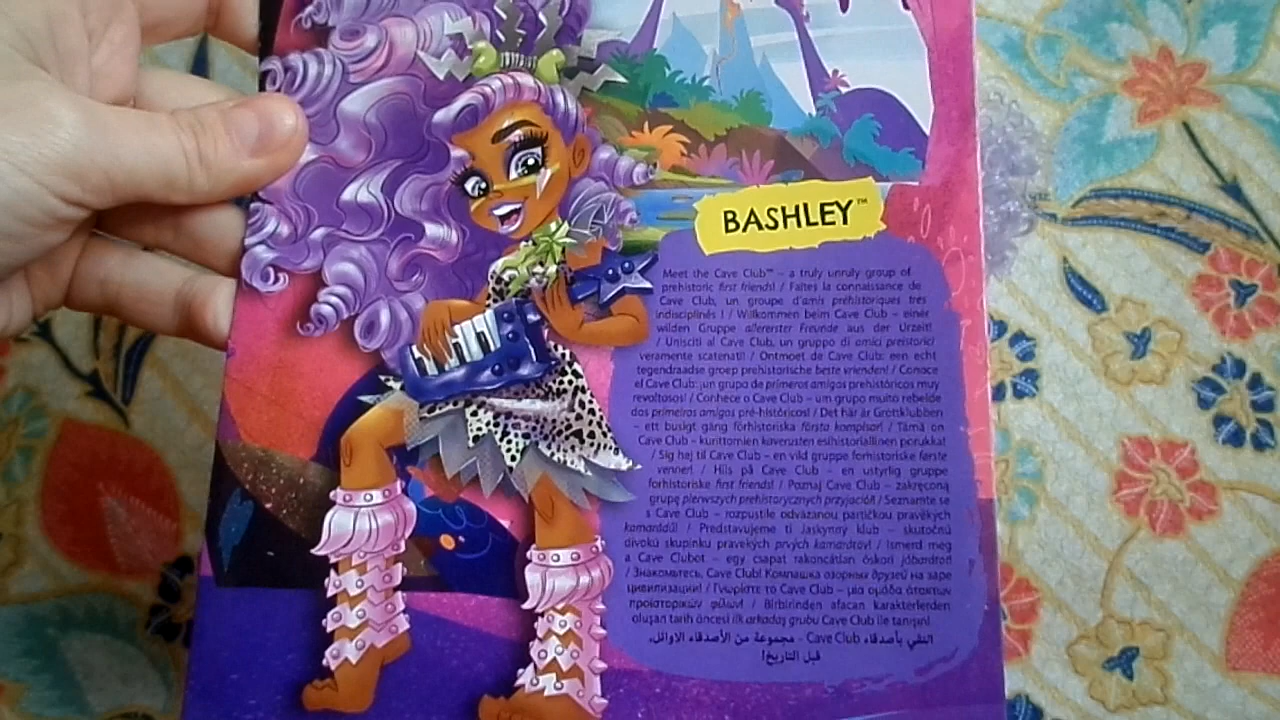 BASHLEY™
Meet the Cave Club™ – a truly unruly group of
prehistoric first friends! / Faites la connaissance de
Cave Club, un groupe d'amis préhistoriques très
indisciplinés ! / Willkommen beim Cave Club – einer
wilden Gruppe allererster Freunde aus der Urzeit!
/ Unisciti al Cave Club, un gruppo di amici preistorici
veramente scatenati! / Ontmoet de Cave Club: een echt
tegendraadse groep prehistorische beste vrienden! / Conoce
el Cave Club: ¡un grupo de primeros amigos prehistóricos muy
revoltosos! / Conhece o Cave Club – um grupo muito rebelde
dos primeiros amigos pré-históricos! / Det här är Grottklubben
– ett busigt gäng förhistoriska första kompisar! / Tämä on
Cave Club – kurittomien kaverusten esihistoriallinen porukka!
/ Sig hej til Cave Club – en vild gruppe forhistoriske første
venner! / Hils på Cave Club – en ustyrlig gruppe
forhistoriske first friends! / Poznaj Cave Club – zakręconą
grupę pierwszych prehistorycznych przyjaciół! / Seznamte se
s Cave Club – rozpustile odvázanou partičkou pravěkých
kamarádů! / Predstavujeme ti Jaskynný klub – skutočnú
divokú skupinku pravekých prvých kamarátov! / Ismerd meg
a Cave Clubot – egy csapat rakoncátlan őskori jóbarátot!
/ Знакомьтесь, Cave Club! Компашка озорных друзей на заре
цивилизации! / Γνωρίστε το Cave Club – μια ομάδα άτακτων
προϊστορικών φίλων! / Birbirinden afacan karakterlerden
oluşan tarih öncesi ilk arkadaş grubu Cave Club ile tanışın!
التقي بأصدقاء Cave Club - مجموعة من الأصدقاء الأوائل،
قبل التاريخ!